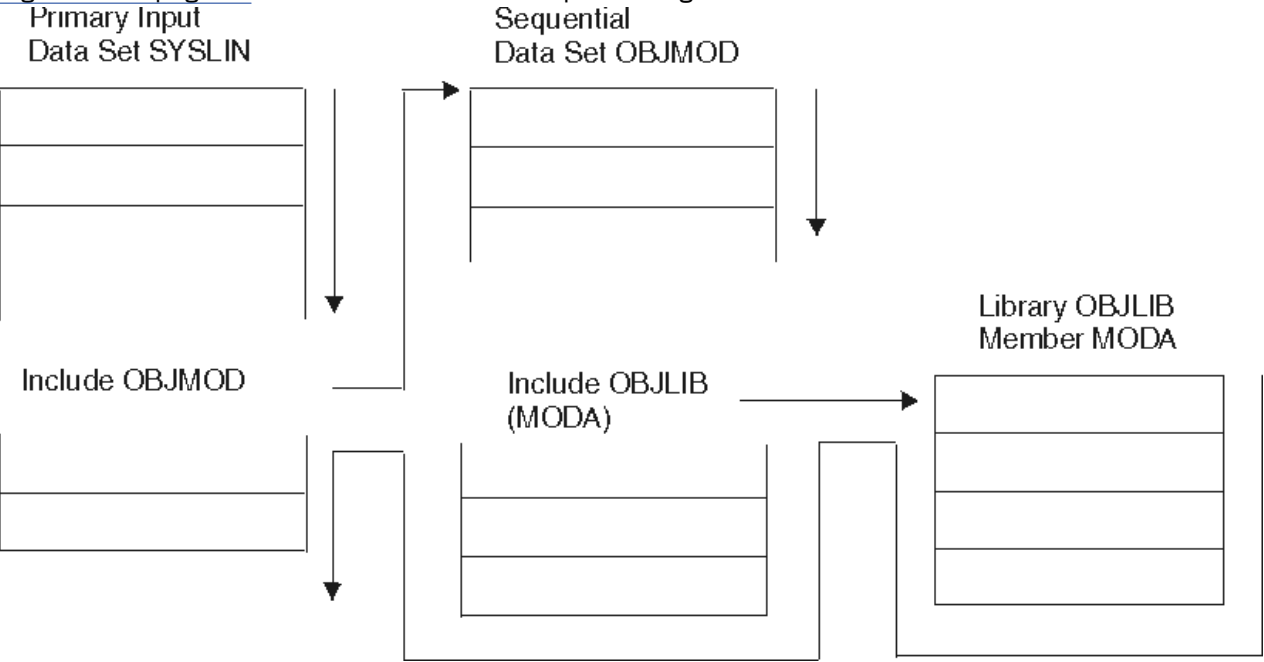 Primary Input
Data Set SYSLIN
Sequential
Data Set OBJMOD
Library OBJLIB
Member MODA
Include OBJMOD
Include OBJLIB
(MODA)